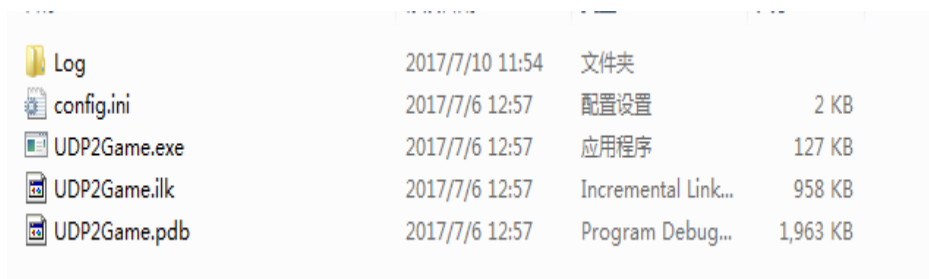 Log 2017/7/10 11:54 文件夹
config.ini 2017/7/6 12:57 配置设置 2 KB
UDP2Game.exe 2017/7/6 12:57 应用程序 127 KB
UDP2Game.ilk 2017/7/6 12:57 Incremental Link... 958 KB
UDP2Game.pdb 2017/7/6 12:57 Program Debug... 1,963 KB